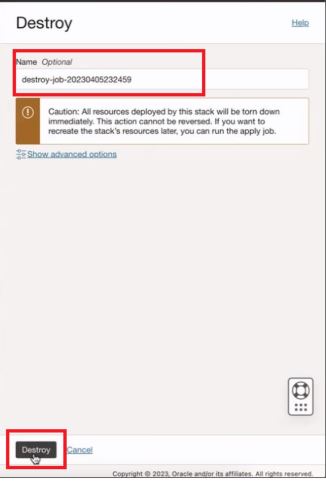 Destroy
Help
Name Optional
destroy-job-20230405232459
Caution: All resources deployed by this stack will be torn down
immediately. This action cannot be reversed. If you want to
recreate the stack's resources later, you can run the apply job.
Show advanced options
Destroy
Cancel
Copyright © 2023, Oracle and/or its affiliates. All rights reserved.